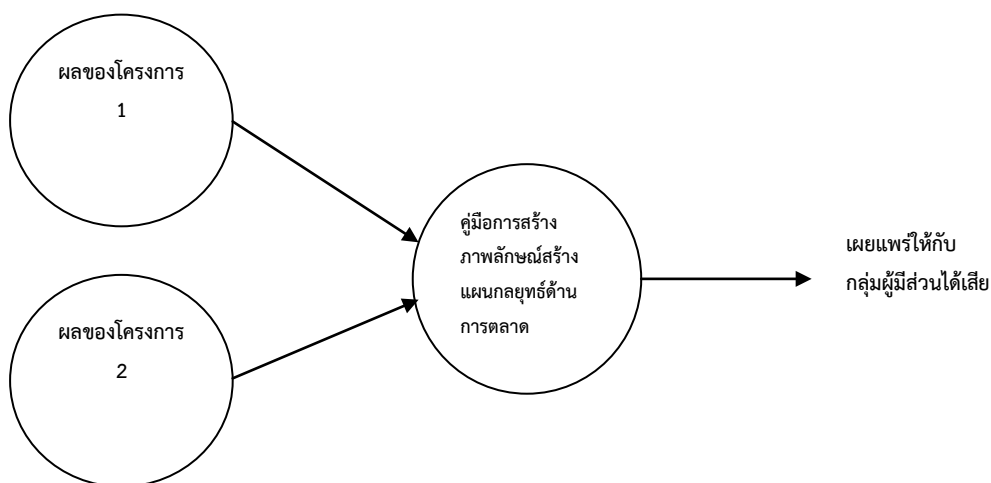 ผลของโครงการ
1
ผลของโครงการ
2
คู่มือการสร้าง
ภาพลักษณ์สร้าง
แผนกลยุทธ์ด้าน
การตลาด
เผยแพร่ให้กับ
กลุ่มผู้มีส่วนได้เสีย